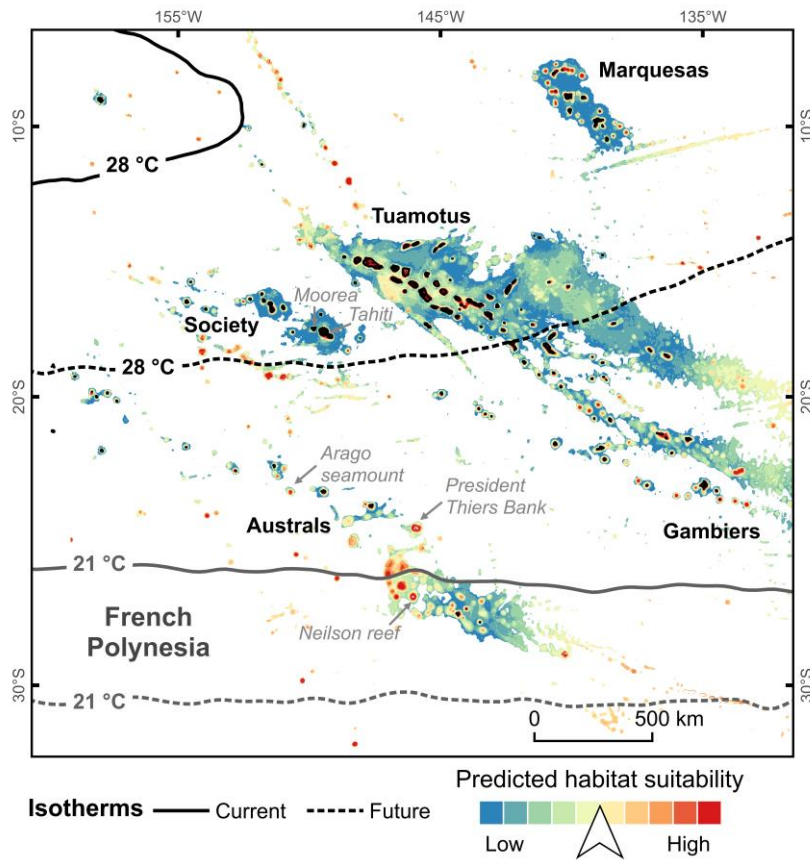 155°W 145°W 135°W
Marquesas
10°S 10°S
28 °C
Tuamotus
Moorea
Tahiti
Society
28 °C
20°S 20°S
Arago
seamount
President
Thiers Bank
Australs
Gambiers
21 °C
French
Polynesia
Neilson reef
30°S 30°S
21 °C
0 500 km
Predicted habitat suitability
Isotherms Current Future
Low High